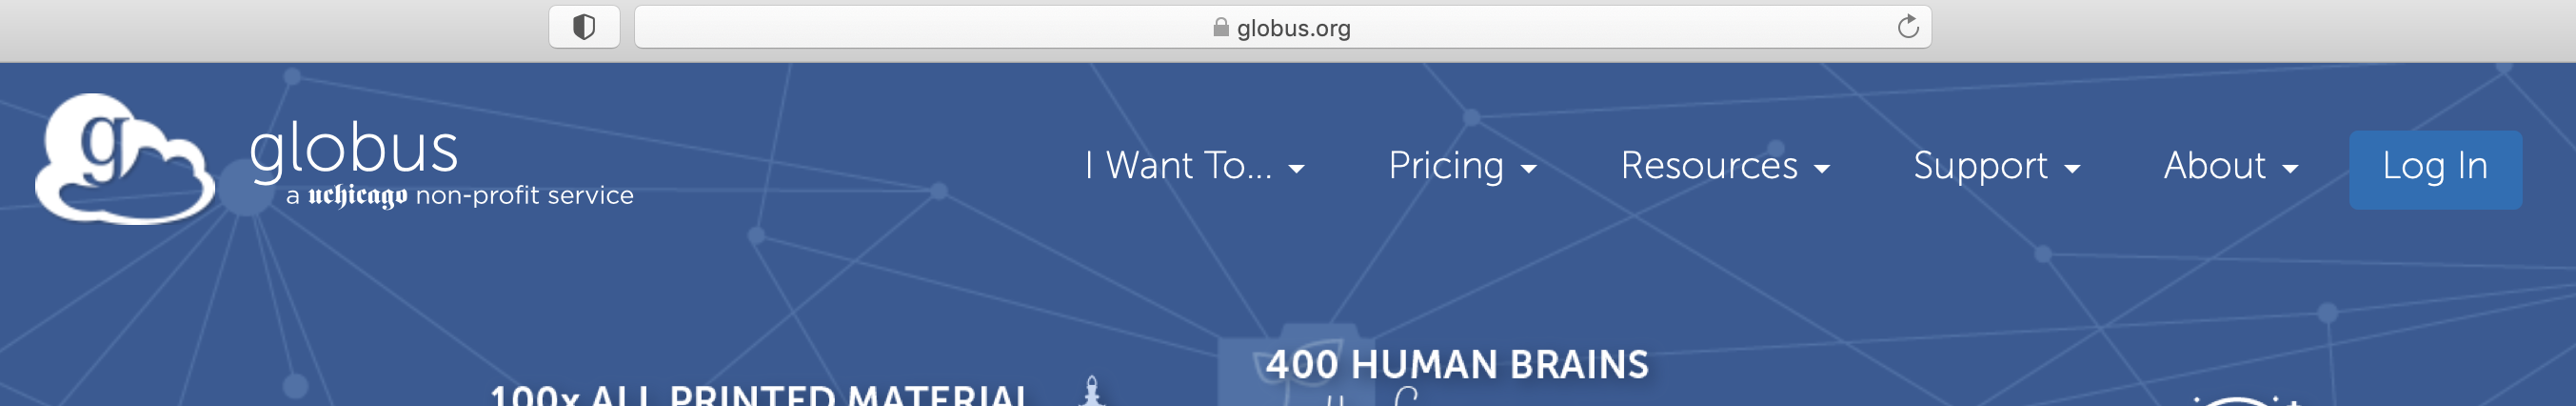 globus.org
g
globus
a uchicago non-profit service
I Want To... Pricing Resources Support About Log In
400 HUMAN BRAINS
100x ALL PRINTED MATERIAL